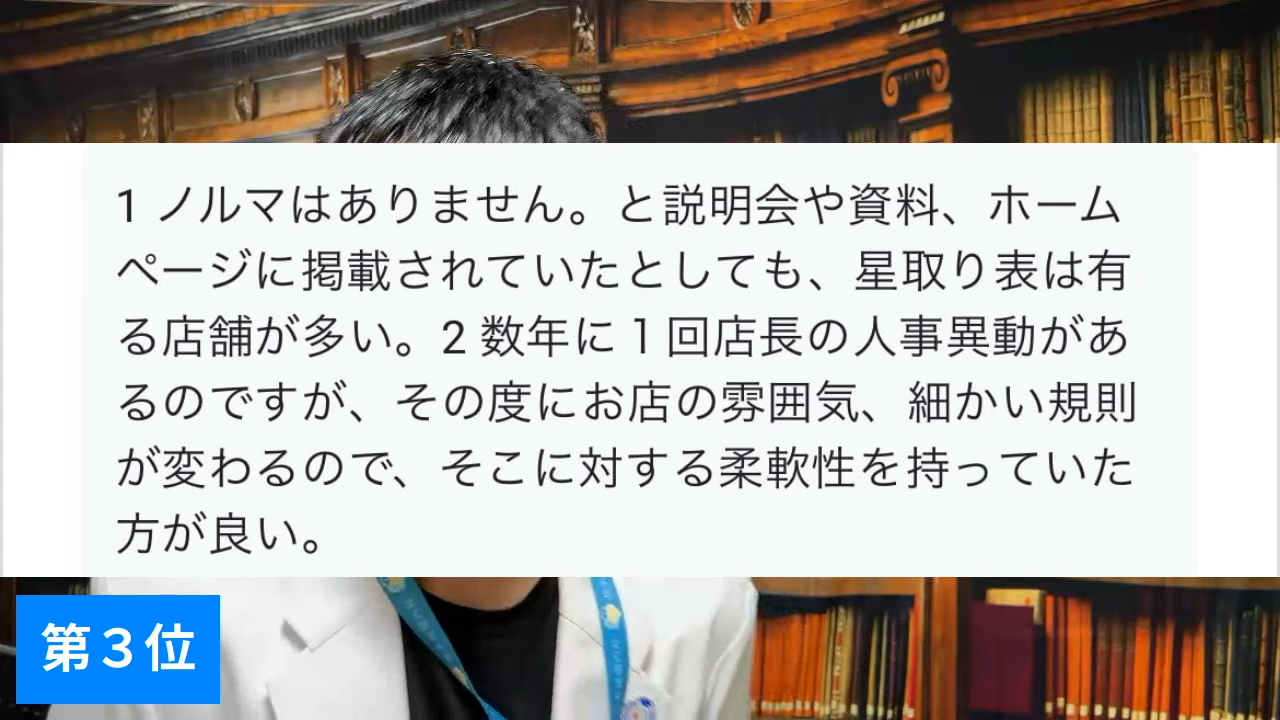 1 ノルマはありません。と説明会や資料、ホーム
ページに掲載されていたとしても、星取り表は有
る店舗が多い。2 数年に1回店長の人事異動があ
るのですが、その度にお店の雰囲気、細かい規則
が変わるので、そこに対する柔軟性を持っていた
方が良い。
第3位